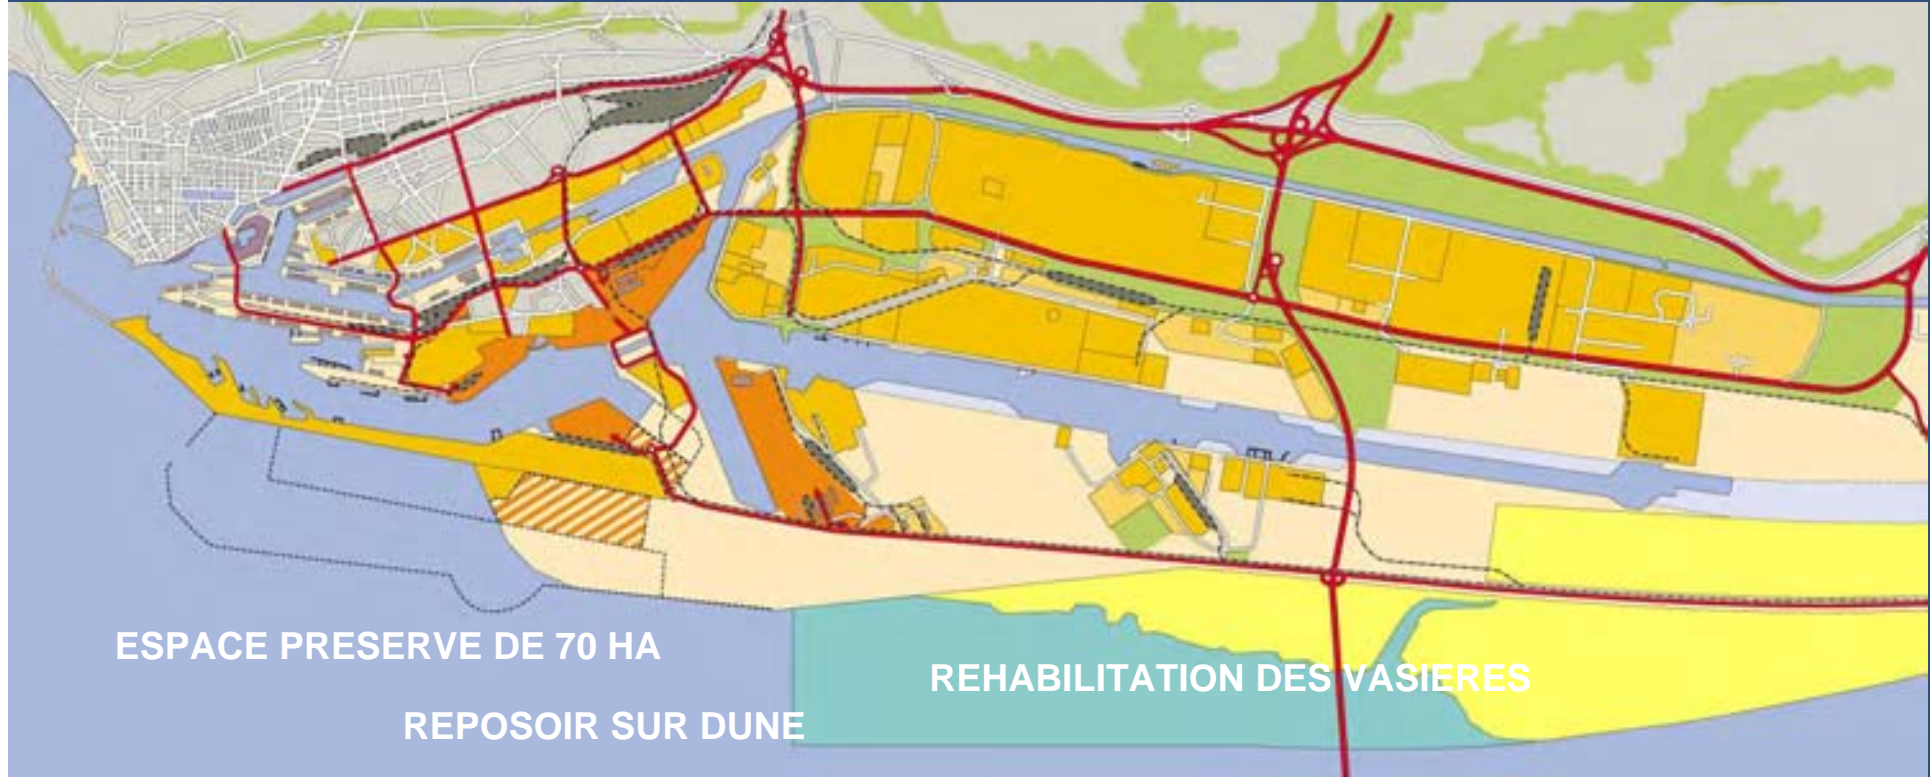 ESPACE PRESERVE DE 70 HA
REHABILITATION DES VASIERES
REPOSOIR SUR DUNE